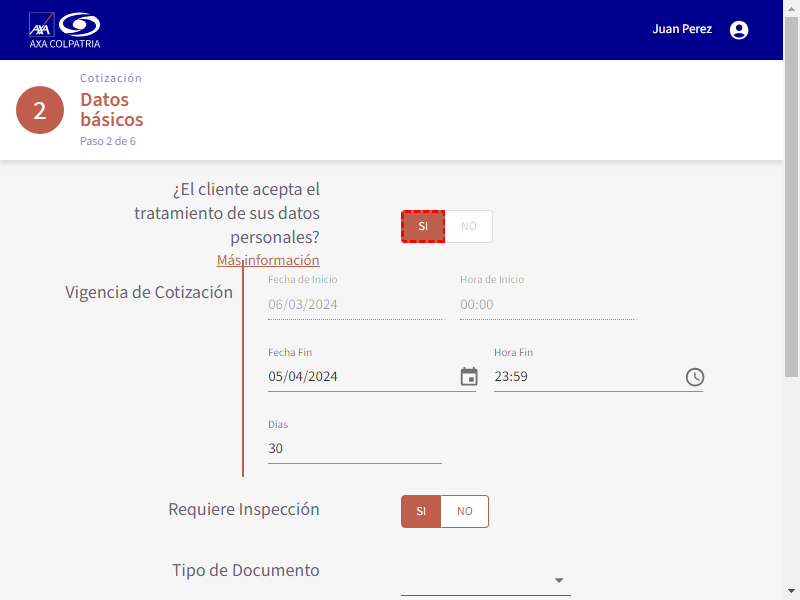 AXA
AXA COLPATRIA
Juan Perez
2
Cotización
Datos
básicos
Paso 2 de 6
¿El cliente acepta el
tratamiento de sus datos
personales?
Más información
SI
NO
Vigencia de Cotización
Fecha de Inicio
Hora de Inicio
06/03/2024
00:00
Fecha Fin
Hora Fin
05/04/2024
23:59
Días
30
Requiere Inspección
SI
NO
Tipo de Documento